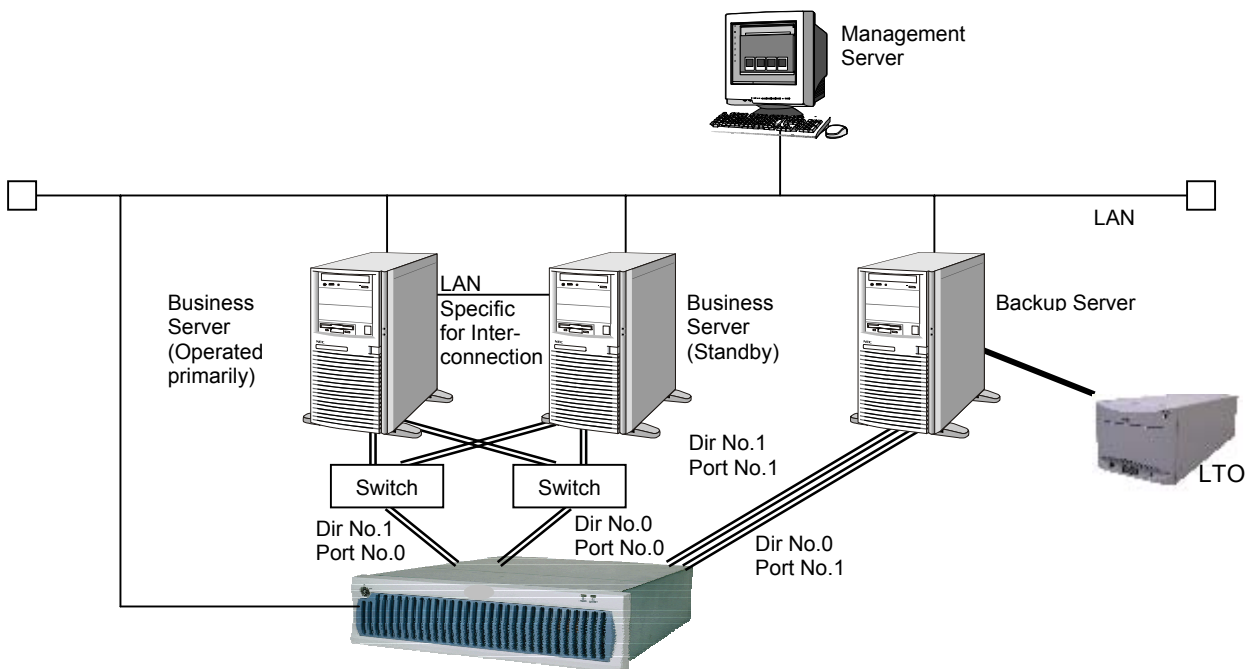 Management
Server
LAN
Business
Server
(Operated
primarily)
LAN
Specific
for Inter-
connection
Business
Server
(Standby)
Backup Server
Dir No.1
Port No.1
LTO
Switch
Switch
Dir No.1
Port No.0
Dir No.0
Port No.0
Dir No.0
Port No.1